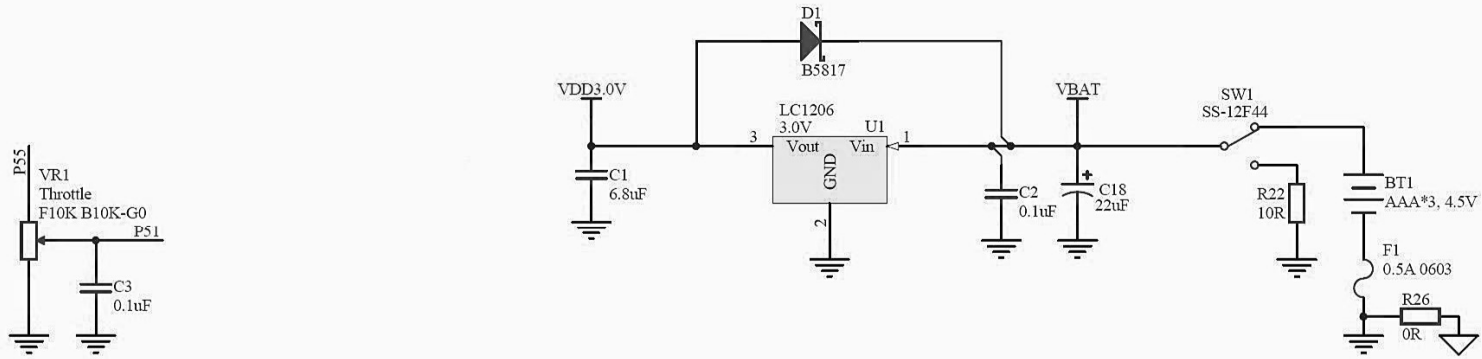 D1
B5817
VDD3.0V
LC1206
3.0V
U1
3
Vout
Vin
1
GND
2
C1
6.8uF
VBAT
SW1
SS-12F44
C2
0.1uF
C18
22uF
+
R22
10R
BT1
AAA*3, 4.5V
F1
0.5A 0603
R26
0R
P55
VR1
Throttle
F10K B10K-G0
P51
C3
0.1uF